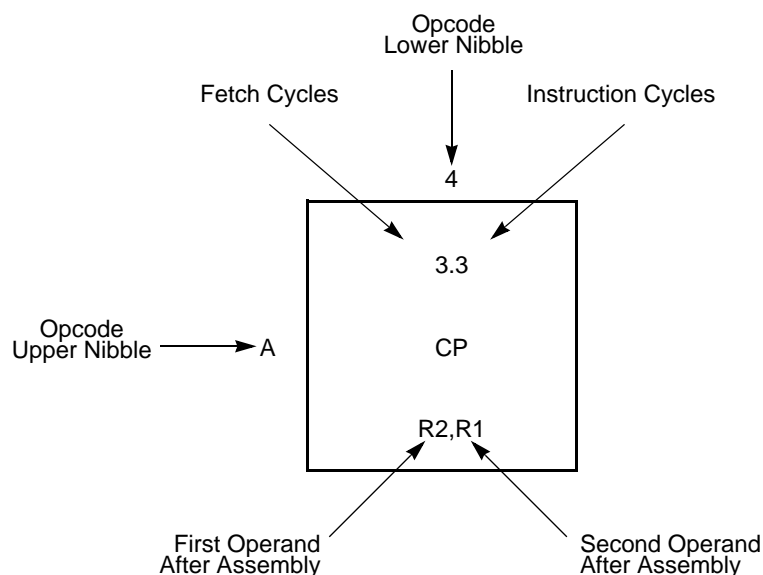 Opcode
Lower Nibble
Fetch Cycles
Instruction Cycles
4
3.3
Opcode
Upper Nibble
A
CP
R2,R1
First Operand
After Assembly
Second Operand
After Assembly